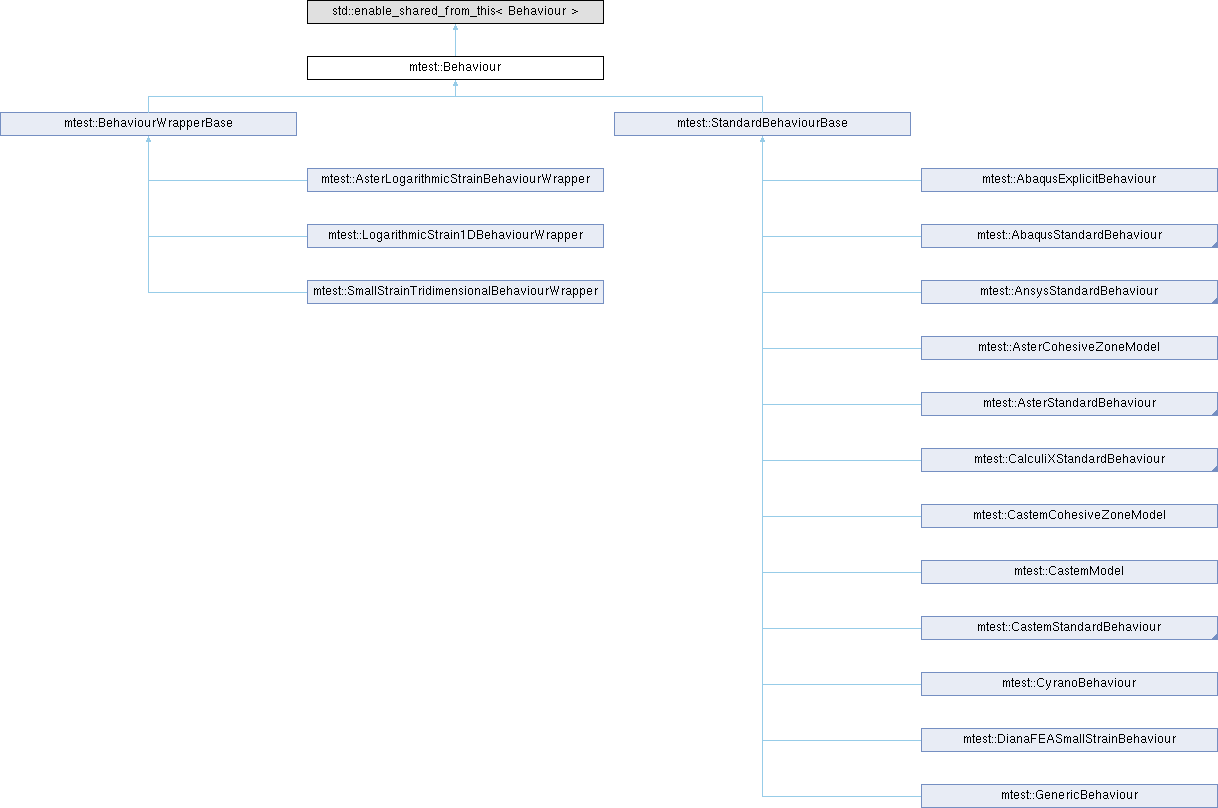 std::enable_shared_from_this< Behaviour >
mtest::Behaviour
mtest::BehaviourWrapperBase
mtest::StandardBehaviourBase
mtest::AsterLogarithmicStrainBehaviourWrapper
mtest::AbaqusExplicitBehaviour
mtest::LogarithmicStrain1DBehaviourWrapper
mtest::AbaqusStandardBehaviour
mtest::SmallStrainTridimensionalBehaviourWrapper
mtest::AnsysStandardBehaviour
mtest::AsterCohesiveZoneModel
mtest::AsterStandardBehaviour
mtest::CalculiXStandardBehaviour
mtest::CastemCohesiveZoneModel
mtest::CastemModel
mtest::CastemStandardBehaviour
mtest::CyranoBehaviour
mtest::DianaFEASmallStrainBehaviour
mtest::GenericBehaviour